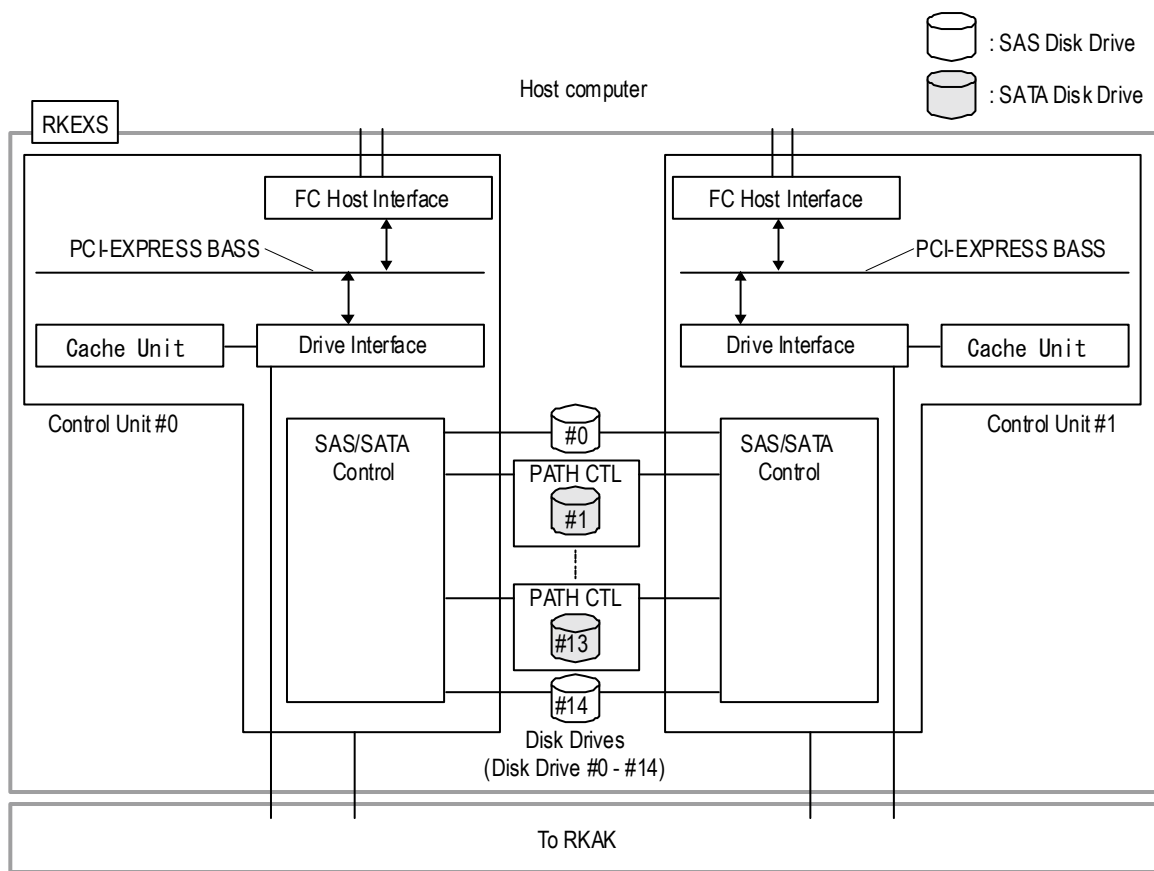 : SAS Disk Drive
Host computer
: SATA Disk Drive
RKEXS
FC Host Interface
FC Host Interface
PCI-EXPRESS BASS
PCI-EXPRESS BASS
Cache Unit
Drive Interface
Drive Interface
Cache Unit
Control Unit #0
Control Unit #1
SAS/SATA
Control
#0
SAS/SATA
Control
PATH CTL
#1
PATH CTL
#13
#14
Disk Drives
(Disk Drive #0 - #14)
To RKAK